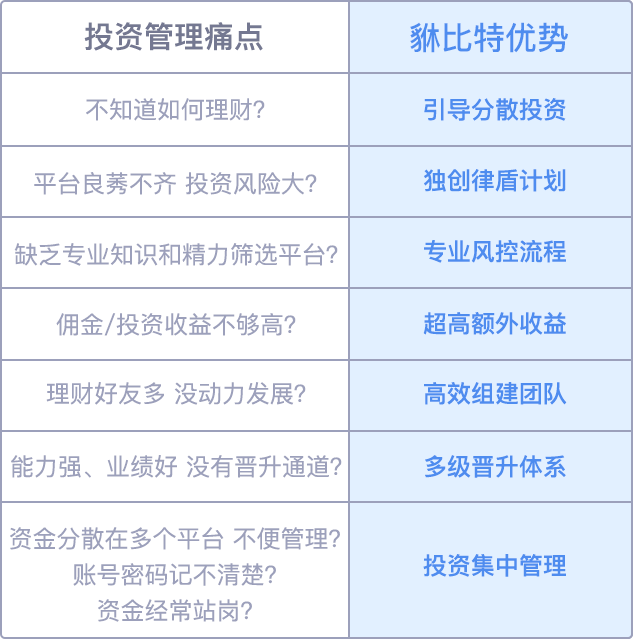 投资管理痛点
貅比特优势
不知道如何理财?
引导分散投资
平台良莠不齐 投资风险大?
独创律盾计划
缺乏专业知识和精力筛选平台?
专业风控流程
佣金/投资收益不够高?
超高额外收益
理财好友多 没动力发展?
高效组建团队
能力强、业绩好 没有晋升通道?
多级晋升体系
资金分散在多个平台 不便管理?
账号密码记不清楚?
资金经常站岗?
投资集中管理